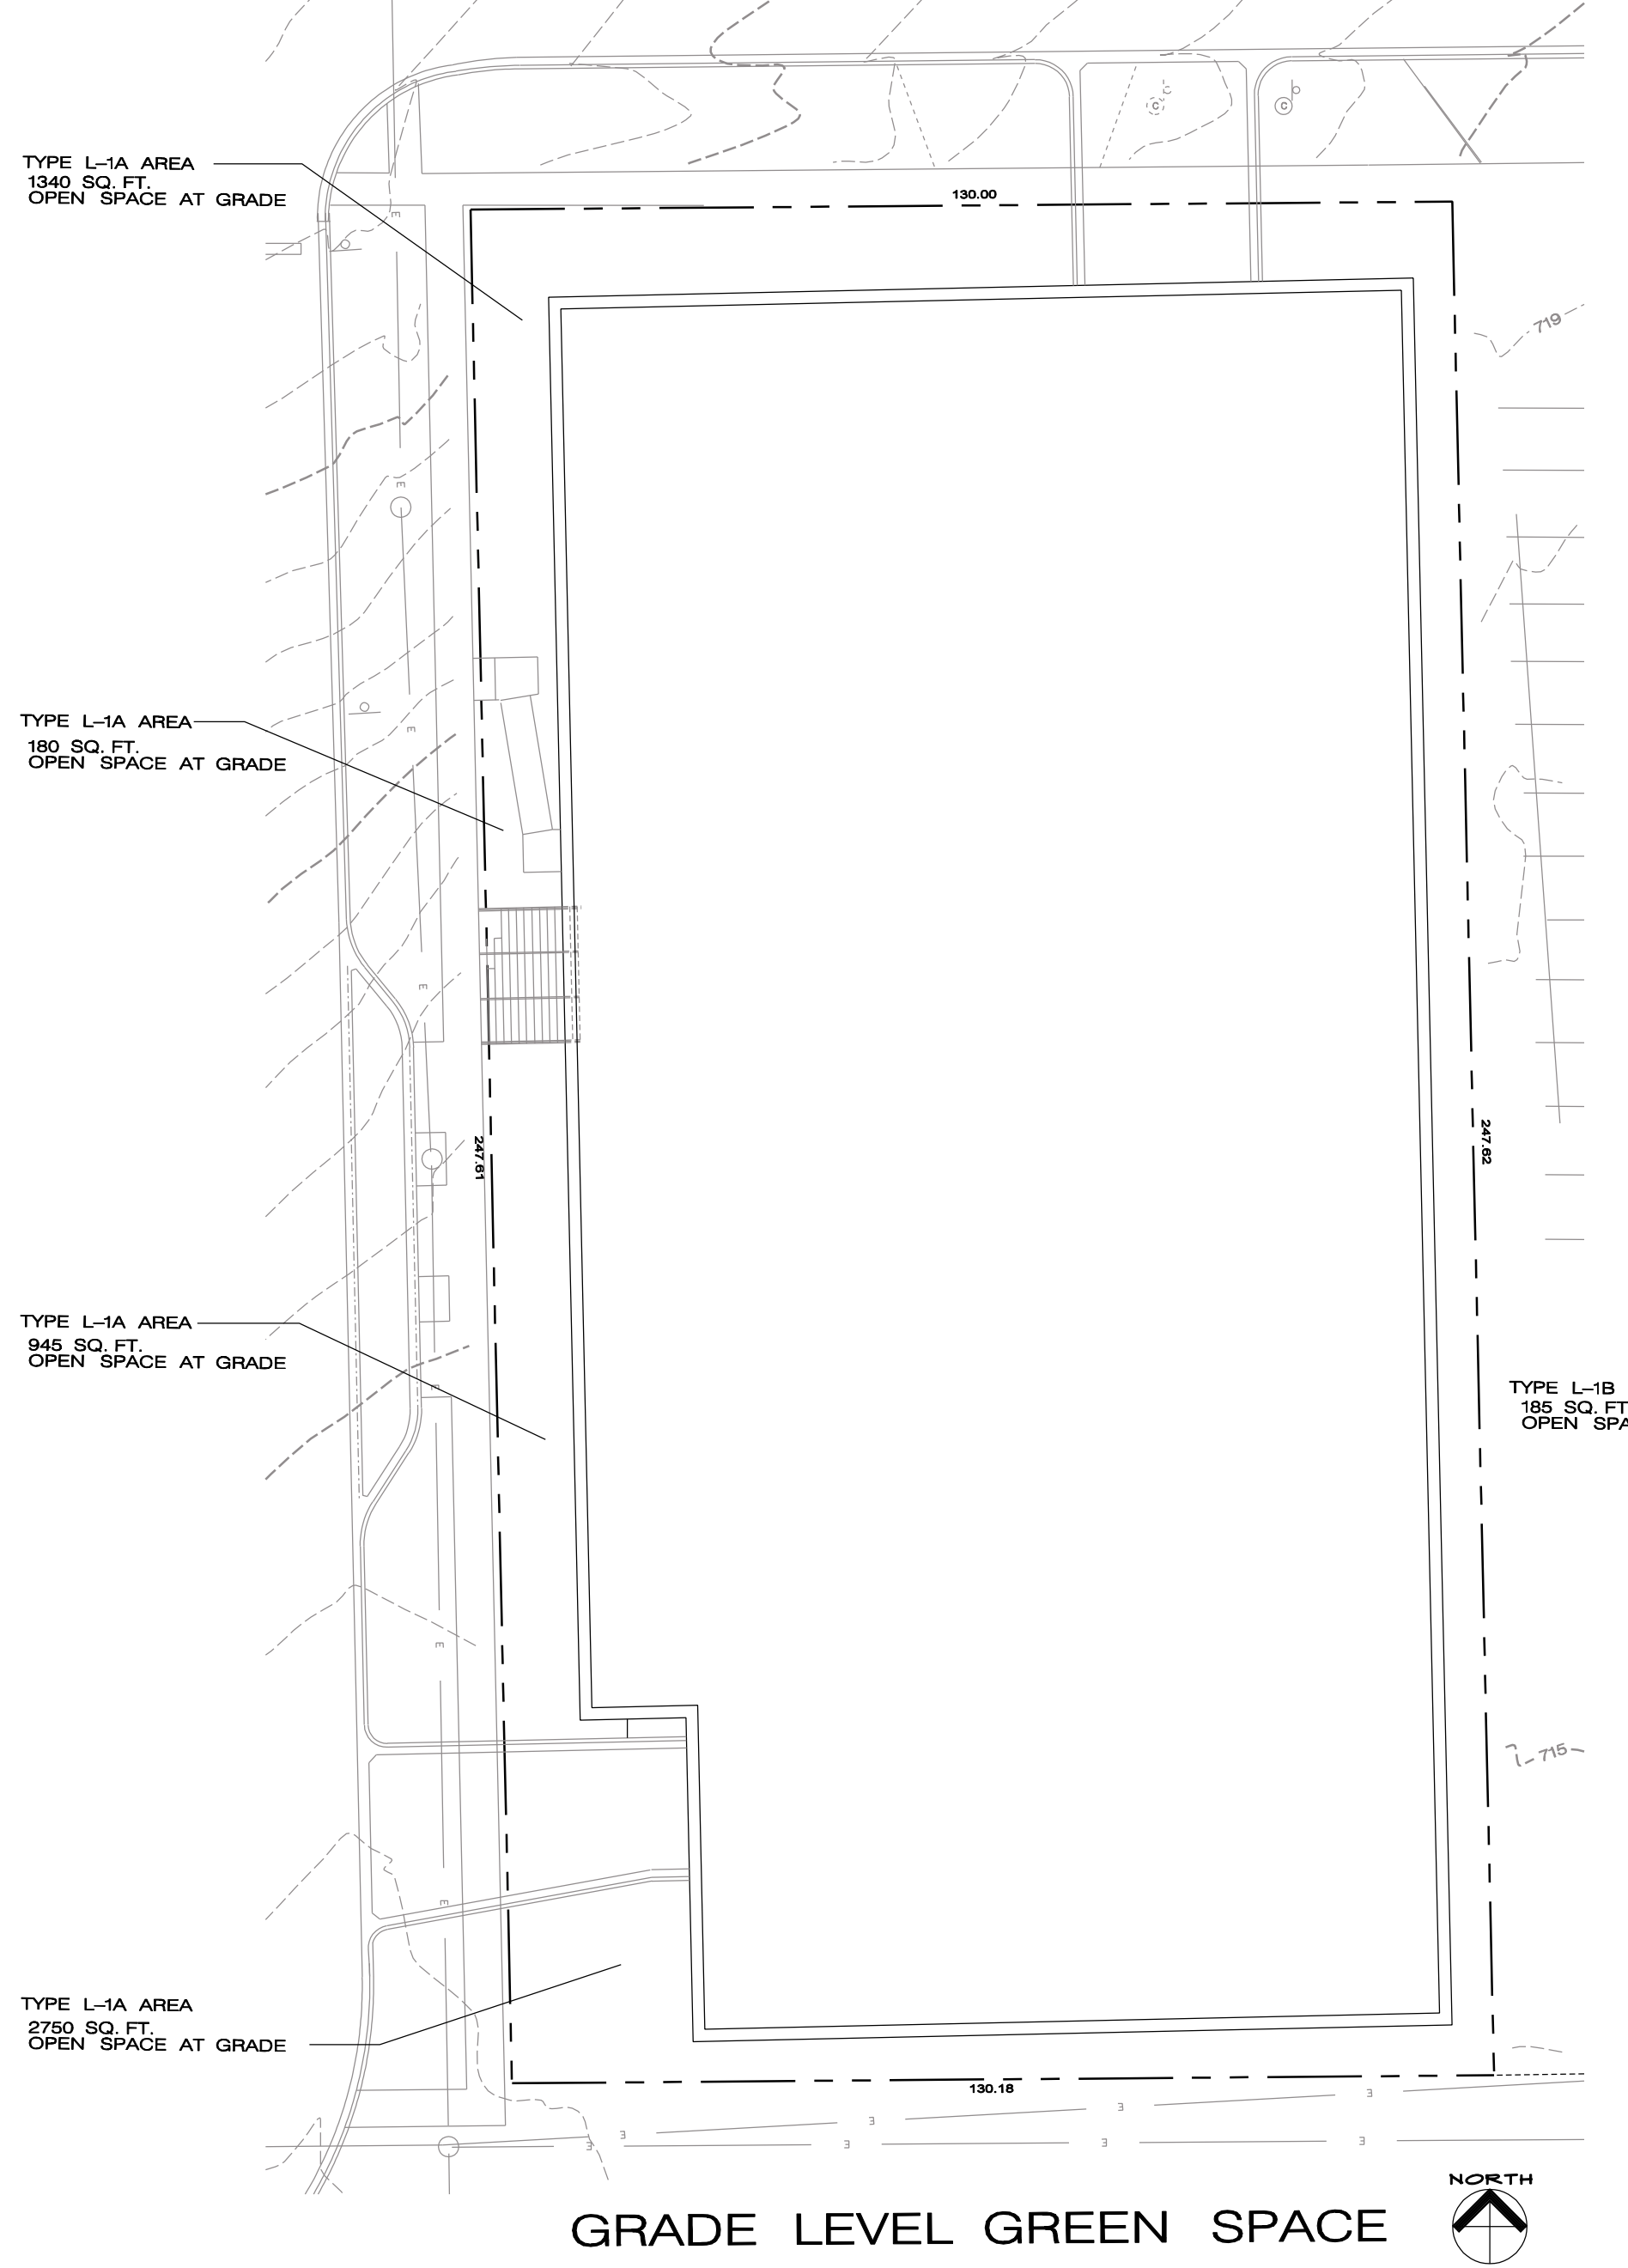 TYPE L-1A AREA
1340 SQ. FT.
OPEN SPACE AT GRADE
130.00
C
C
E
719
E
TYPE L-1A AREA
180 SQ. FT.
OPEN SPACE AT GRADE
E
E
247.61
247.62
TYPE L-1A AREA
945 SQ. FT.
OPEN SPACE AT GRADE
E
TYPE L-1B
185 SQ. FT
OPEN SPA
E
715
E
TYPE L-1A AREA
2750 SQ. FT.
OPEN SPACE AT GRADE
130.18
E
E
E
E
E
E
E
E
NORTH
GRADE LEVEL GREEN SPACE